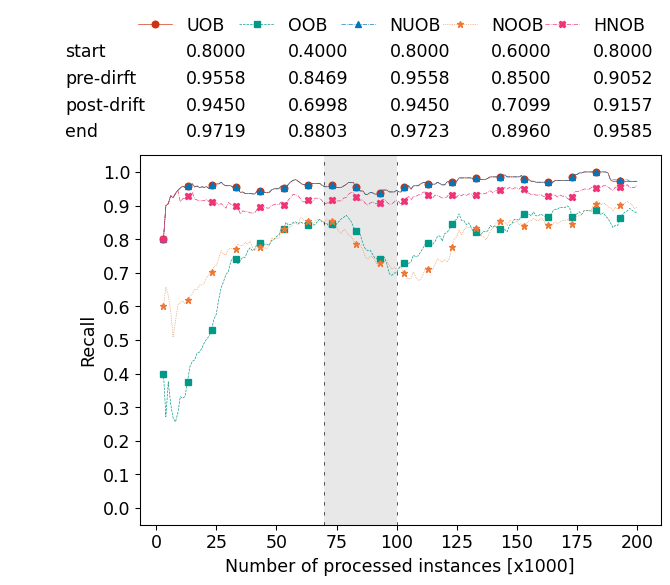 UOB OOB NUOB NOOB HNOB
start 0.8000 0.4000 0.8000 0.6000 0.8000
pre-dirft 0.9558 0.8469 0.9558 0.8500 0.9052
post-drift 0.9450 0.6998 0.9450 0.7099 0.9157
end 0.9719 0.8803 0.9723 0.8960 0.9585
1.0
0.9
0.8
0.7
0.6
0.5
0.4
0.3
0.2
0.1
0.0
Recall
0 25 50 75 100 125 150 175 200
Number of processed instances [x1000]